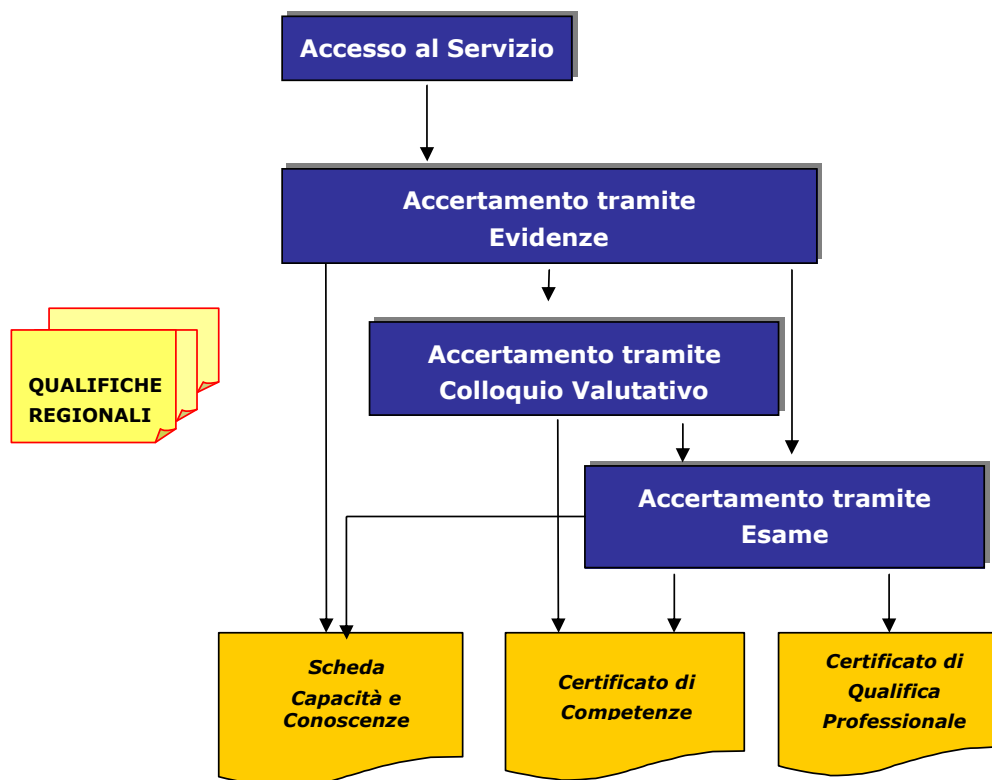 Accesso al Servizio
Accertamento tramite
Evidenze
Accertamento tramite
Colloquio Valutativo
QUALIFICHE
REGIONALI
Accertamento tramite
Esame
Scheda
Capacità e
Conoscenze
Certificato di
Competenze
Certificato di
Qualifica
Professionale